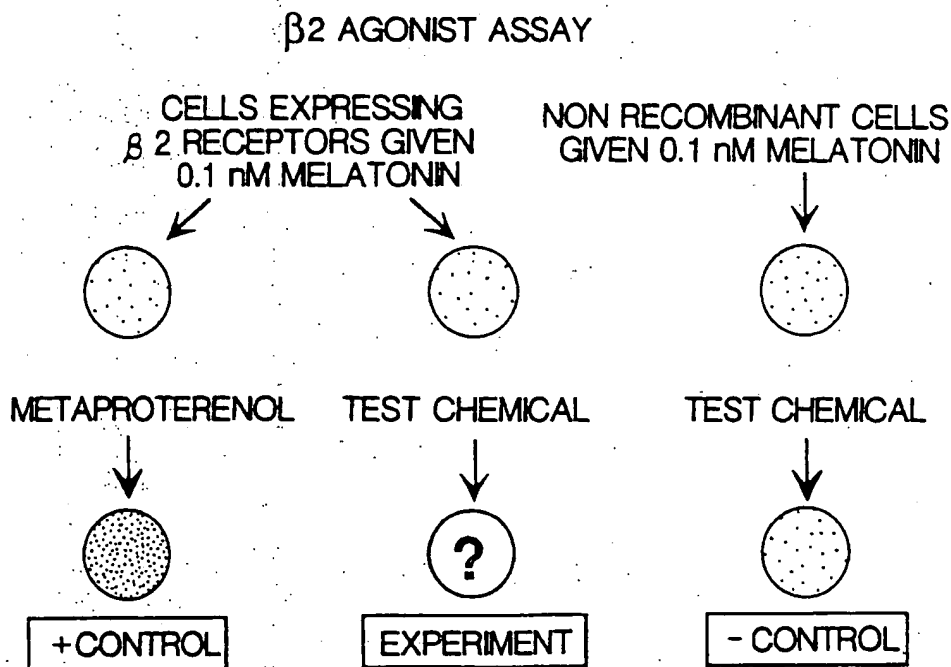 β2 AGONIST ASSAY
CELLS EXPRESSING
β 2 RECEPTORS GIVEN
0.1 nM MELATONIN
NON RECOMBINANT CELLS
GIVEN 0.1 nM MELATONIN
METAPROTERENOL
TEST CHEMICAL
TEST CHEMICAL
?
+ CONTROL
EXPERIMENT
- CONTROL